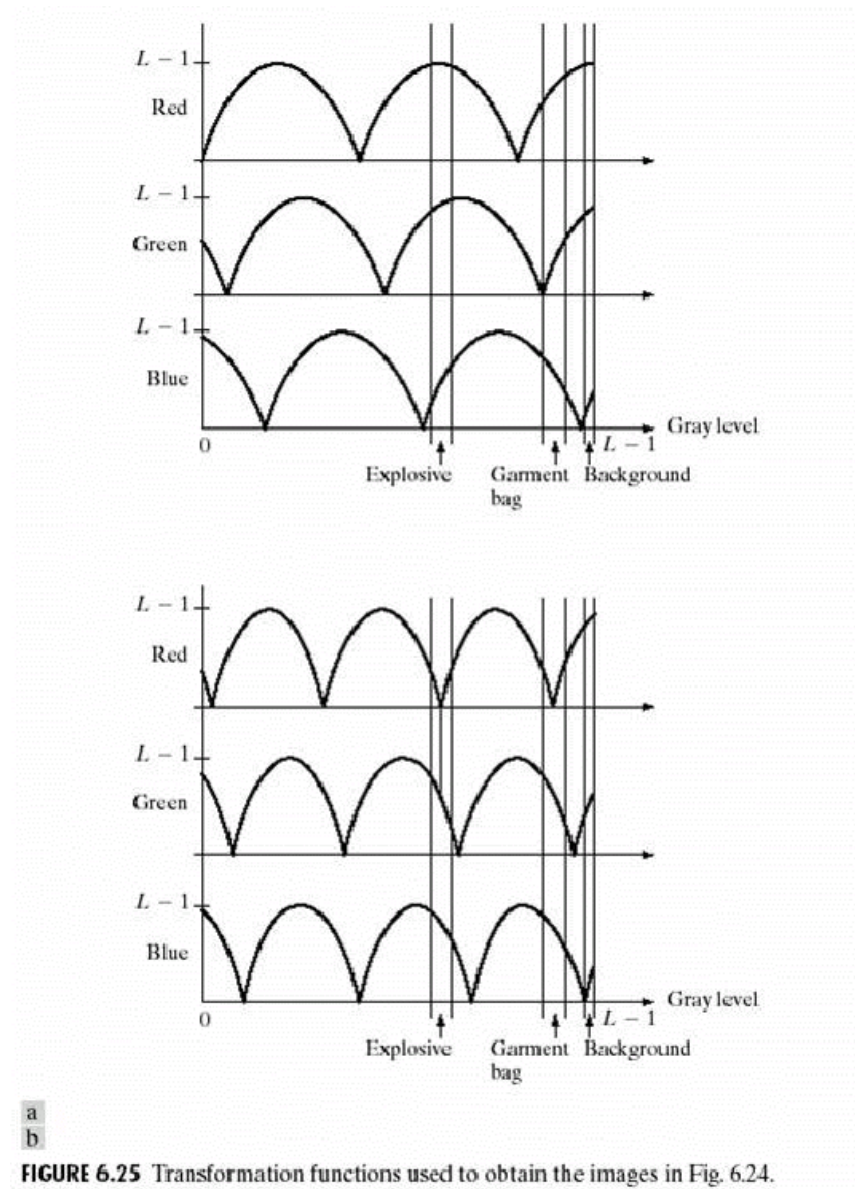 L – 1
Red
L – 1
Green
L – 1
Blue
Gray level
0
L – 1
Explosive
Garment bag
Background
L – 1
Red
L – 1
Green
L – 1
Blue
Gray level
0
L – 1
Explosive
Garment bag
Background
a
b
FIGURE 6.25 Transformation functions used to obtain the images in Fig. 6.24.